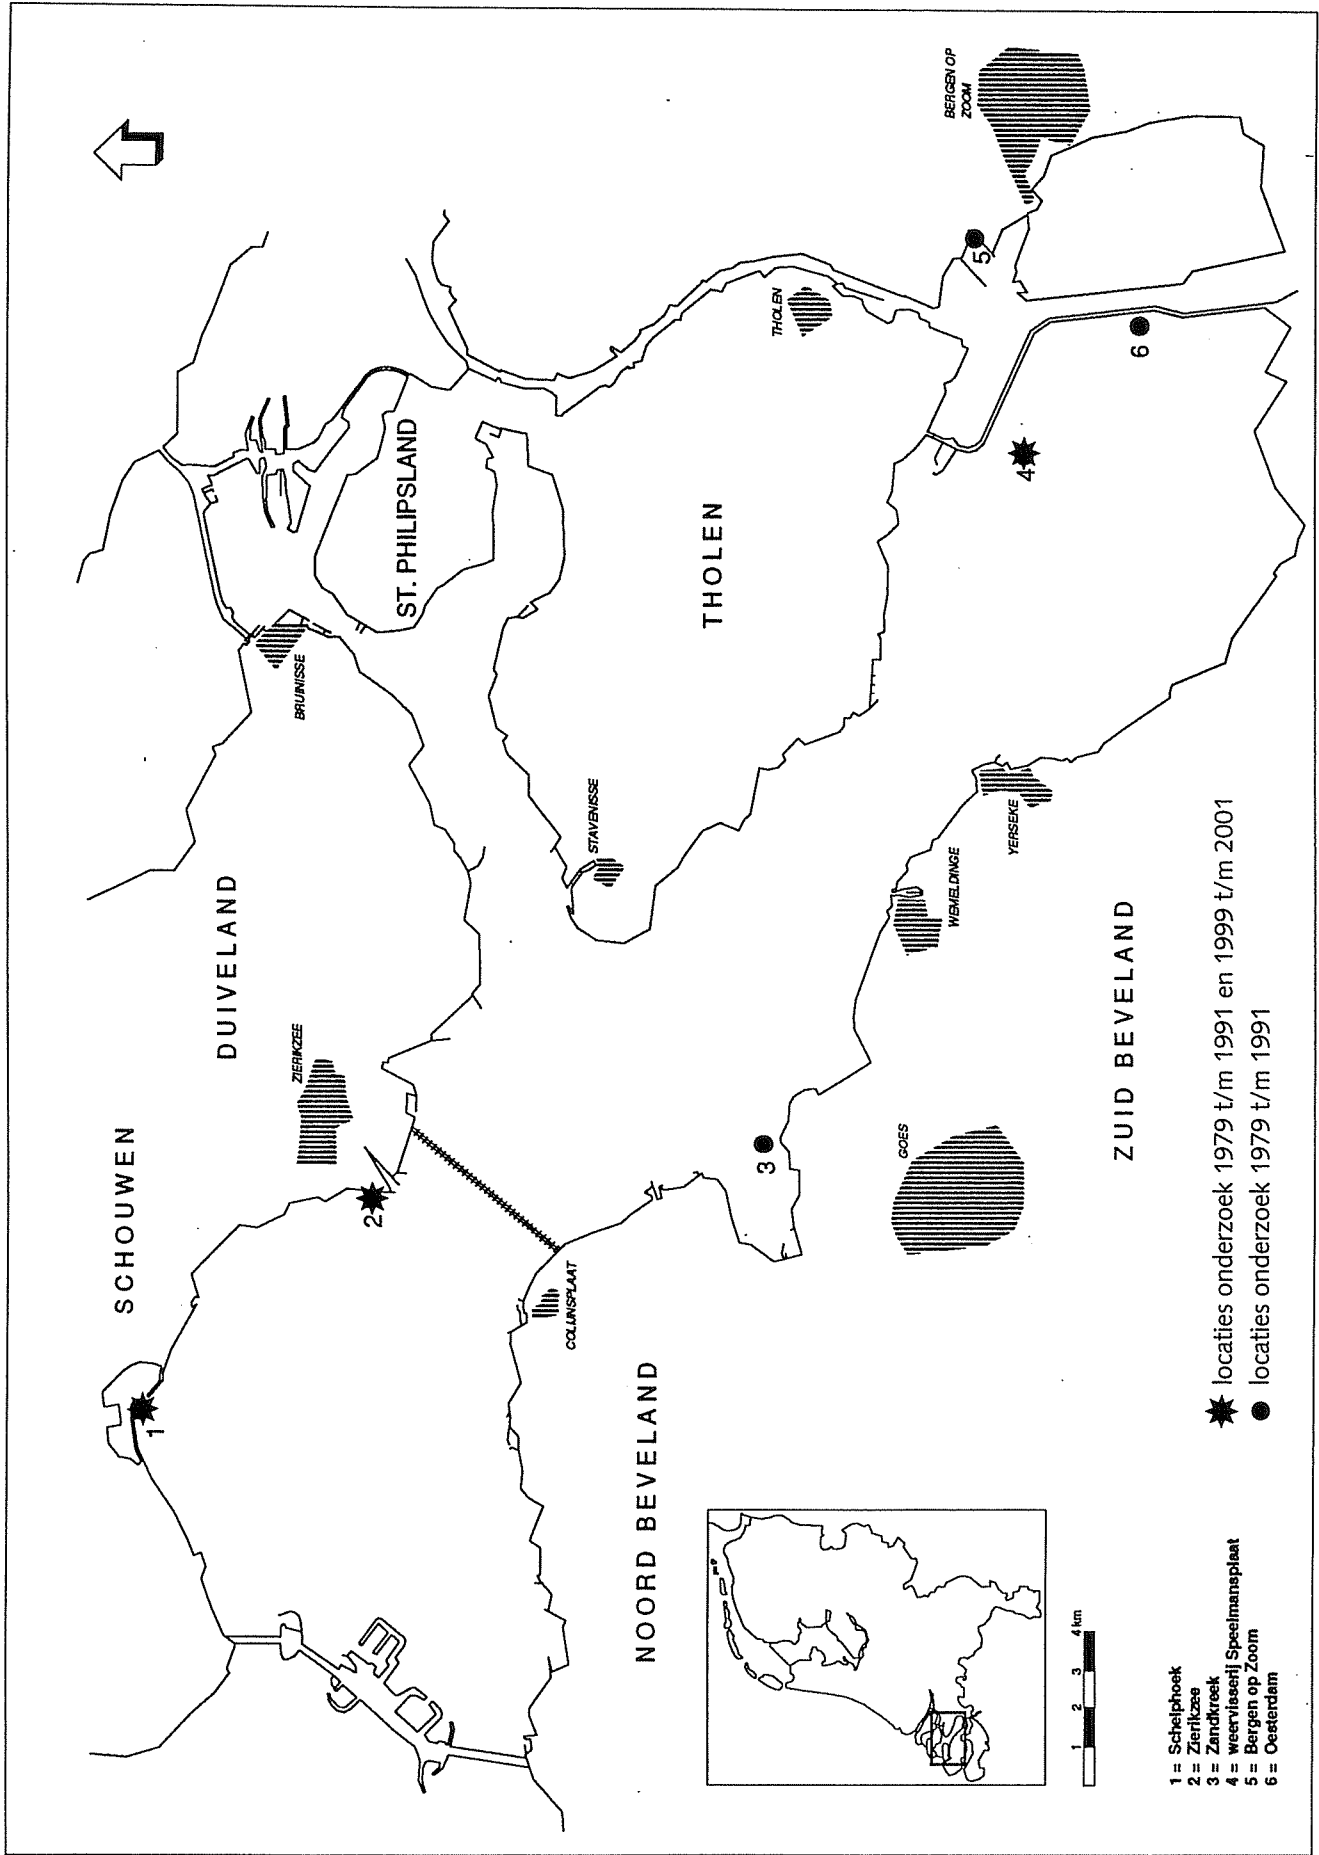 BERGEN OP
ZOOM
ST. PHILIPSLAND
BRUINISSE
THOLEN
5
6
4
THOLEN
DUIVELAND
STAVENISSE
ZIERIKZEE
YERSEKE
WEMELDINGE
SCHOUWEN
2
3
GOES
ZUID BEVELAND
COLIJNSPLAAT
1
NOORD BEVELAND
locaties onderzoek 1979 t/m 1991 en 1999 t/m 2001
locaties onderzoek 1979 t/m 1991
1 2 3 4 km
1 = Schelphoek
2 = Zierikzee
3 = Zandkreek
4 = weervisserij Speelmansplaat
5 = Bergen op Zoom
6 = Oesterdam